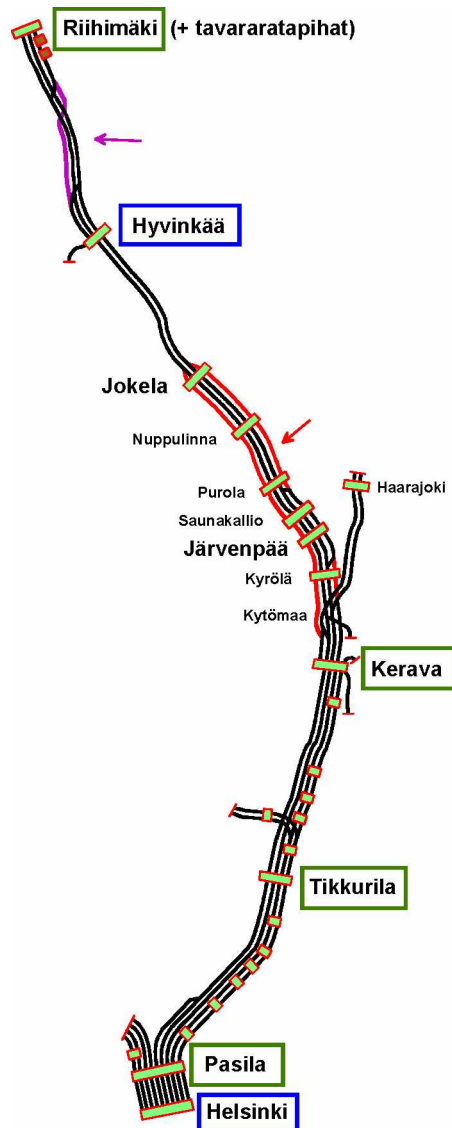 Riihimäki (+ tavararatapihat)
Hyvinkää
Jokela
Nuppulinna
Purola
Haarajoki
Saunakallio
Järvenpää
Kyrölä
Kytömaa
Kerava
Tikkurila
Pasila
Helsinki